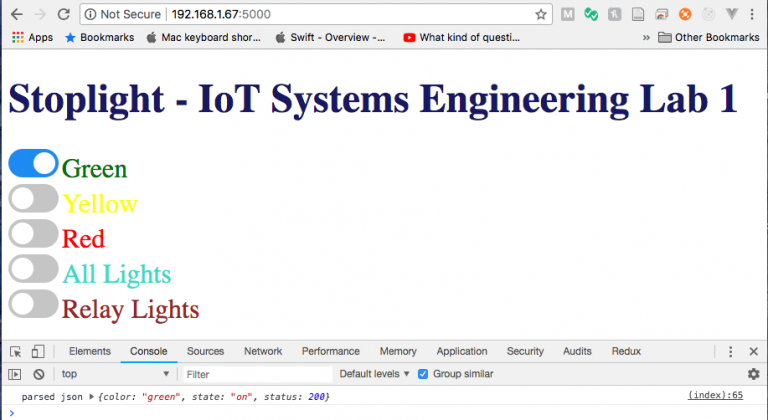 Not Secure | 192.168.1.67:5000
Apps Bookmarks Mac keyboard shor... Swift - Overview -... What kind of questi... » Other Bookmarks
Stoplight - IoT Systems Engineering Lab 1
Green
Yellow
Red
All Lights
Relay Lights
Elements Console Sources Network Performance Memory Application Security Audits Redux
top ▼ Filter Default levels ▼ Group similar
parsed json ▶ {color: "green", state: "on", status: 200} (index):65
>